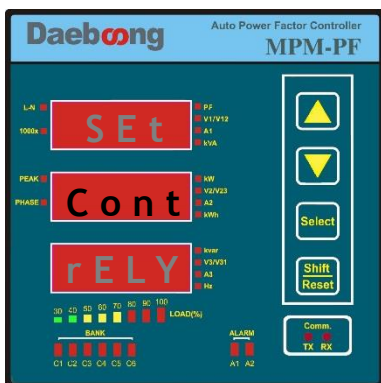 Daeboong
Auto Power Factor Controller
MPM-PF
L-N
1000x
SEt
PF
V1/V12
A1
kVA
PEAK
PHASE
Cont
kW
V2/V23
A2
kWh
rELY
kvar
V3/V31
A3
Hz
30 40 50 60 70 80 90 100 LOAD(%)
BANK
C1 C2 C3 C4 C5 C6
ALARM
A1 A2
Select
Shift
Reset
Comm.
TX RX